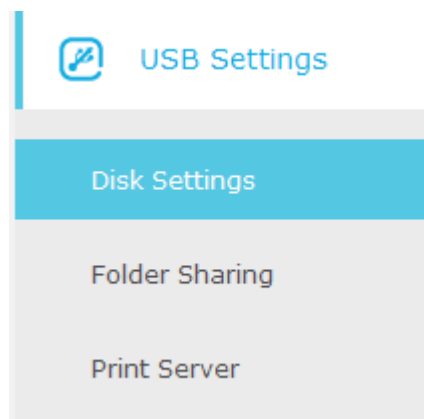 USB Settings
Disk Settings
Folder Sharing
Print Server